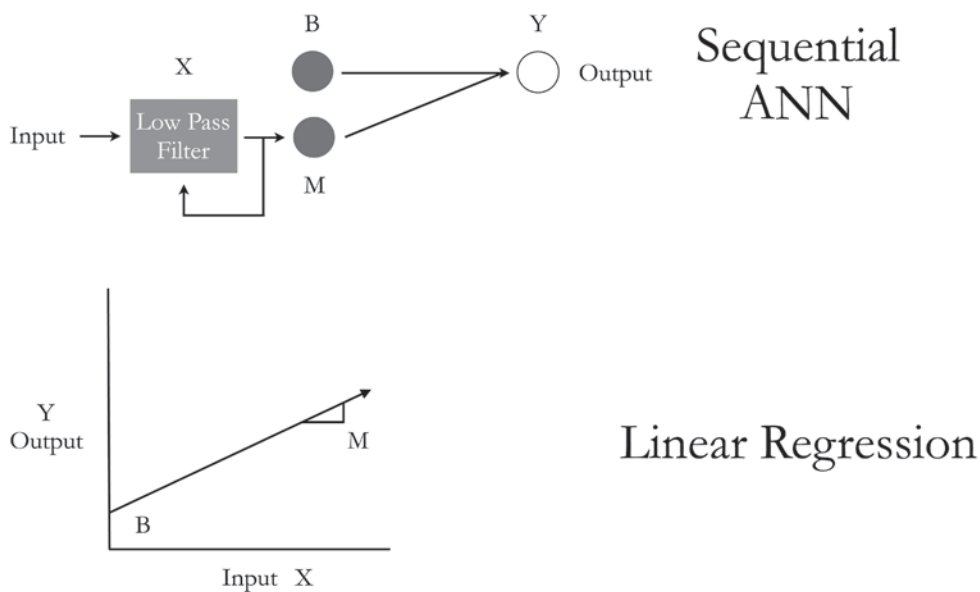 B
Y
Sequential
ANN
X
Output
Input
Low Pass
Filter
M
Y
Output
M
Linear Regression
B
Input X